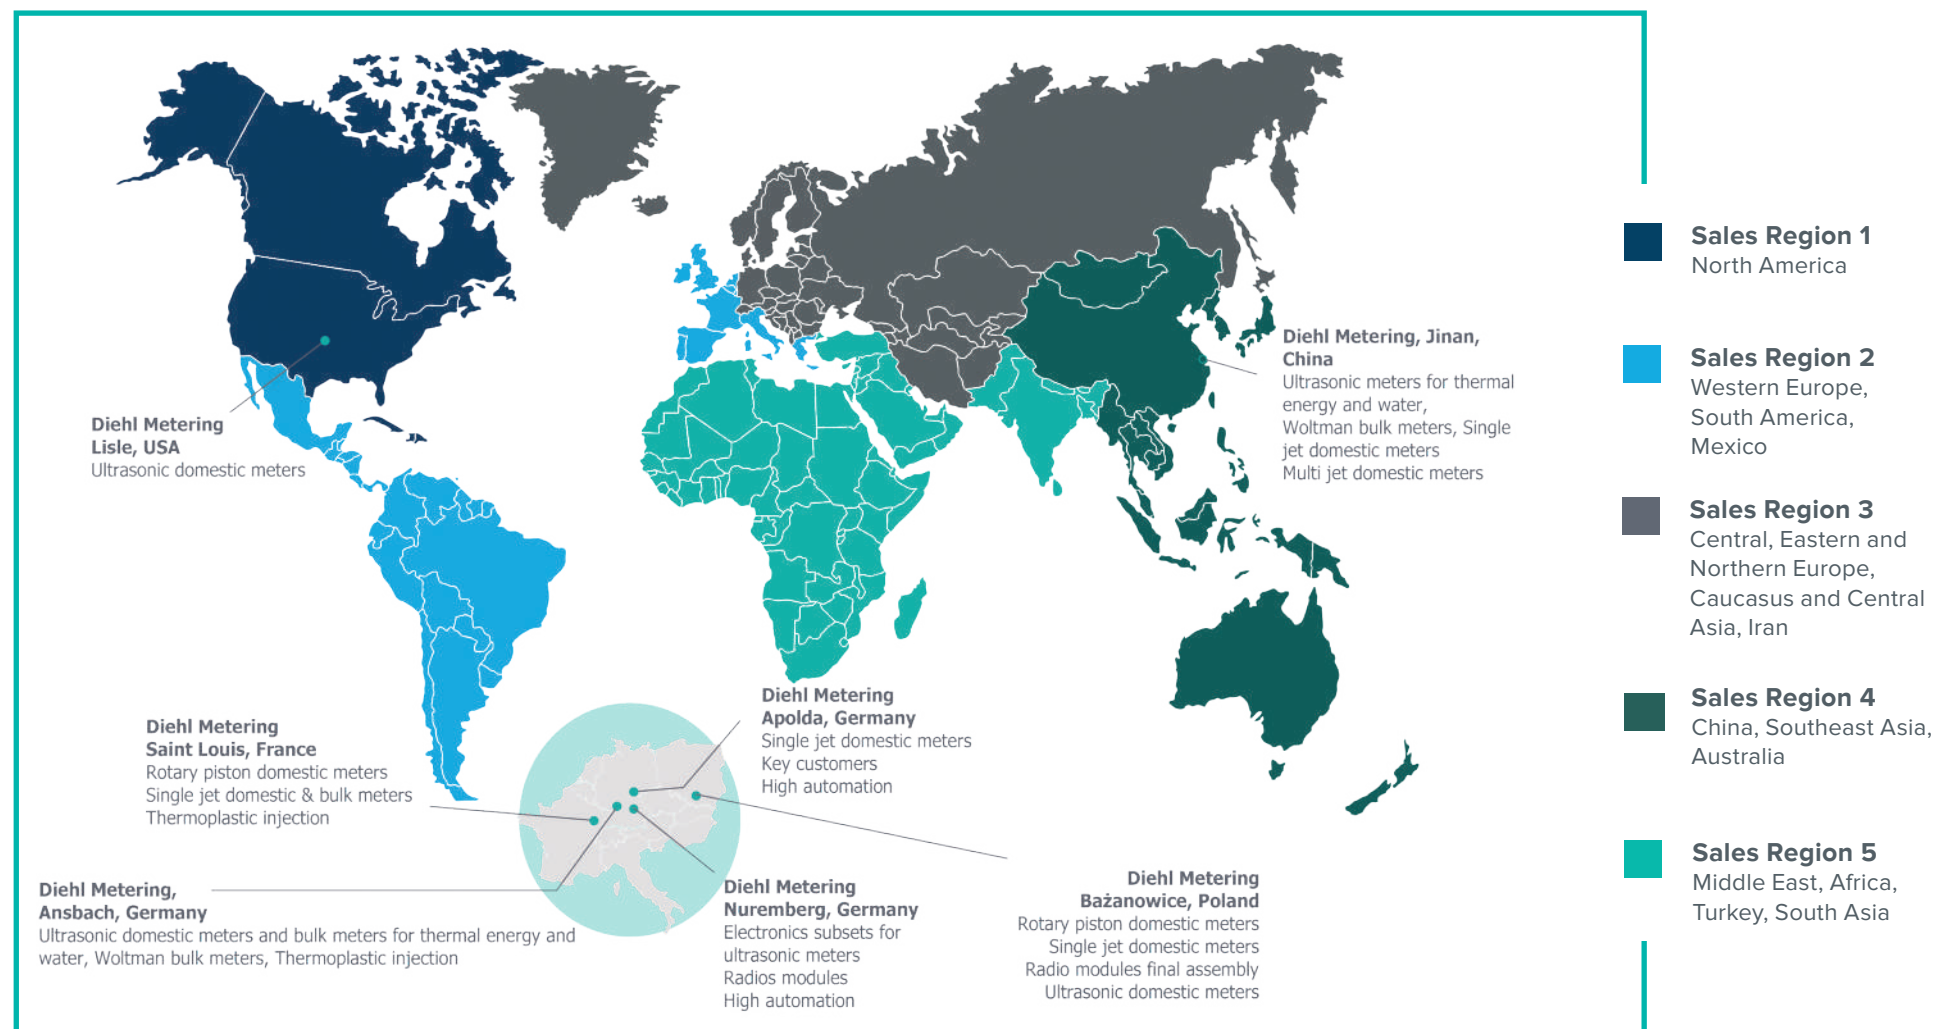 Diehl Metering
Lisle, USA
Ultrasonic domestic meters
Diehl Metering, Jinan,
China
Ultrasonic meters for thermal
energy and water,
Woltman bulk meters, Single
jet domestic meters
Multi jet domestic meters
Diehl Metering
Saint Louis, France
Rotary piston domestic meters
Single jet domestic & bulk meters
Thermoplastic injection
Diehl Metering
Apolda, Germany
Single jet domestic meters
Key customers
High automation
Diehl Metering,
Ansbach, Germany
Ultrasonic domestic meters and bulk meters for thermal energy and
water, Woltman bulk meters, Thermoplastic injection
Diehl Metering
Nuremberg, Germany
Electronics subsets for
ultrasonic meters
Radios modules
High automation
Diehl Metering
Bażanowice, Poland
Rotary piston domestic meters
Single jet domestic meters
Radio modules final assembly
Ultrasonic domestic meters
Sales Region 1
North America
Sales Region 2
Western Europe,
South America,
Mexico
Sales Region 3
Central, Eastern and
Northern Europe,
Caucasus and Central
Asia, Iran
Sales Region 4
China, Southeast Asia,
Australia
Sales Region 5
Middle East, Africa,
Turkey, South Asia